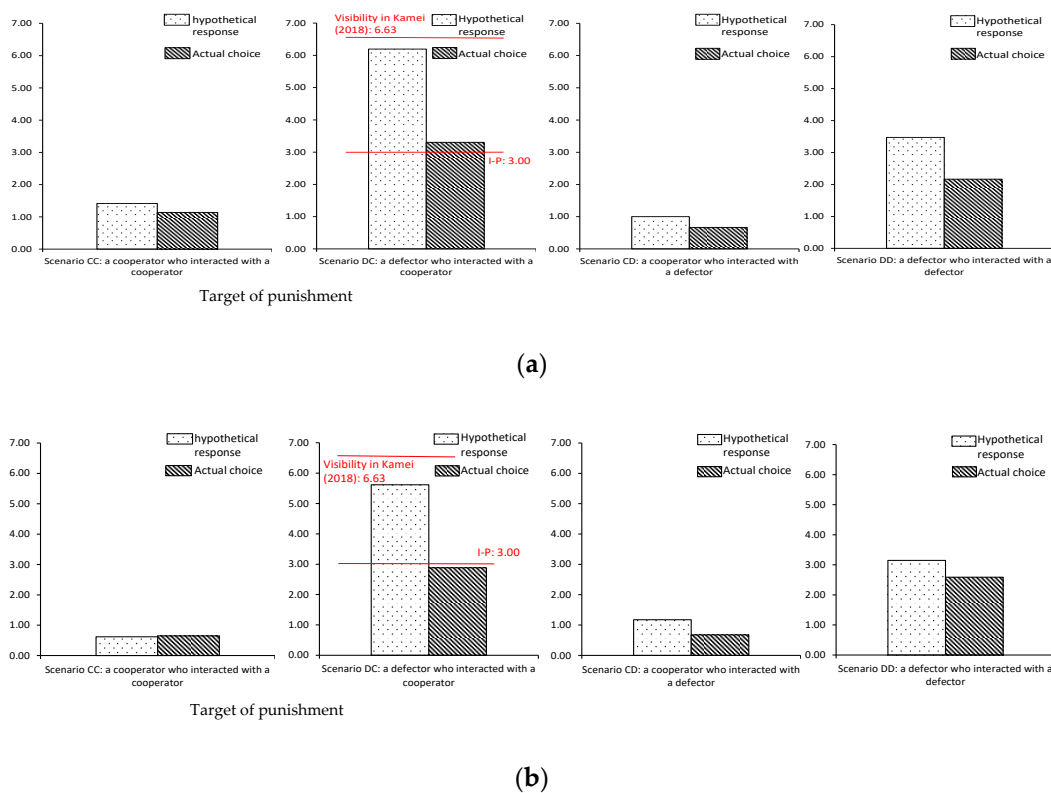 7.00
6.00
5.00
4.00
3.00
2.00
1.00
0.00
hypothetical
response
Actual choice
Scenario CC: a cooperator who interacted with a
cooperator
7.00
6.00
5.00
4.00
3.00
2.00
1.00
0.00
Visibility in Kamei
(2018): 6.63
Hypothetical
response
Actual choice
I-P: 3.00
Scenario DC: a defector who interacted with a
cooperator
7.00
6.00
5.00
4.00
3.00
2.00
1.00
0.00
Hypothetical
response
Actual choice
Scenario CD: a cooperator who interacted with
a defector
7.00
6.00
5.00
4.00
3.00
2.00
1.00
0.00
Hypothetical
response
Actual choice
Scenario DD: a defector who interacted with a
defector
Target of punishment
(a)
7.00
6.00
5.00
4.00
3.00
2.00
1.00
0.00
hypothetical
response
Actual choice
Scenario CC: a cooperator who interacted with a
cooperator
7.00
6.00
5.00
4.00
3.00
2.00
1.00
0.00
Hypothetical
response
Visibility in Kamei
(2018): 6.63
Actual choice
I-P: 3.00
Scenario DC: a defector who interacted with a
cooperator
7.00
6.00
5.00
4.00
3.00
2.00
1.00
0.00
Hypothetical
response
Actual choice
Scenario CD: a cooperator who interacted with
a defector
7.00
6.00
5.00
4.00
3.00
2.00
1.00
0.00
Hypothetical
response
Actual choice
Scenario DD: a defector who interacted with a
defector
Target of punishment
(b)